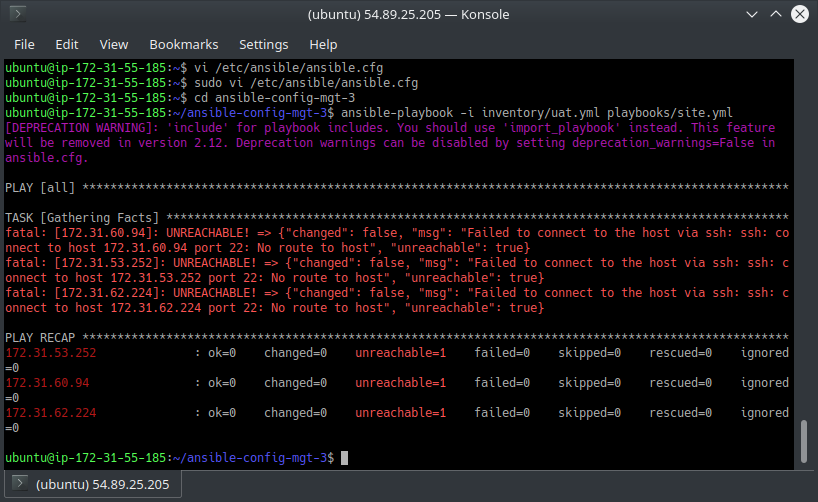 (ubuntu) 54.89.25.205 — Konsole
File Edit View Bookmarks Settings Help
ubuntu@ip-172-31-55-185:~$ vi /etc/ansible/ansible.cfg
ubuntu@ip-172-31-55-185:~$ sudo vi /etc/ansible/ansible.cfg
ubuntu@ip-172-31-55-185:~$ cd ansible-config-mgt-3
ubuntu@ip-172-31-55-185:~/ansible-config-mgt-3$ ansible-playbook -i inventory/uat.yml playbooks/site.yml
[DEPRECATION WARNING]: 'include' for playbook includes. You should use 'import_playbook' instead. This feature
will be removed in version 2.12. Deprecation warnings can be disabled by setting deprecation_warnings=False in
ansible.cfg.
PLAY [all] *****************************************************************************************************
TASK [Gathering Facts] *****************************************************************************************
fatal: [172.31.60.94]: UNREACHABLE! => {"changed": false, "msg": "Failed to connect to the host via ssh: ssh: co
nnect to host 172.31.60.94 port 22: No route to host", "unreachable": true}
fatal: [172.31.53.252]: UNREACHABLE! => {"changed": false, "msg": "Failed to connect to the host via ssh: ssh: c
onnect to host 172.31.53.252 port 22: No route to host", "unreachable": true}
fatal: [172.31.62.224]: UNREACHABLE! => {"changed": false, "msg": "Failed to connect to the host via ssh: ssh: c
onnect to host 172.31.62.224 port 22: No route to host", "unreachable": true}
PLAY RECAP *****************************************************************************************************
172.31.53.252 : ok=0 changed=0 unreachable=1 failed=0 skipped=0 rescued=0 ignored
=0
172.31.60.94 : ok=0 changed=0 unreachable=1 failed=0 skipped=0 rescued=0 ignored
=0
172.31.62.224 : ok=0 changed=0 unreachable=1 failed=0 skipped=0 rescued=0 ignored
=0
ubuntu@ip-172-31-55-185:~/ansible-config-mgt-3$
(ubuntu) 54.89.25.205